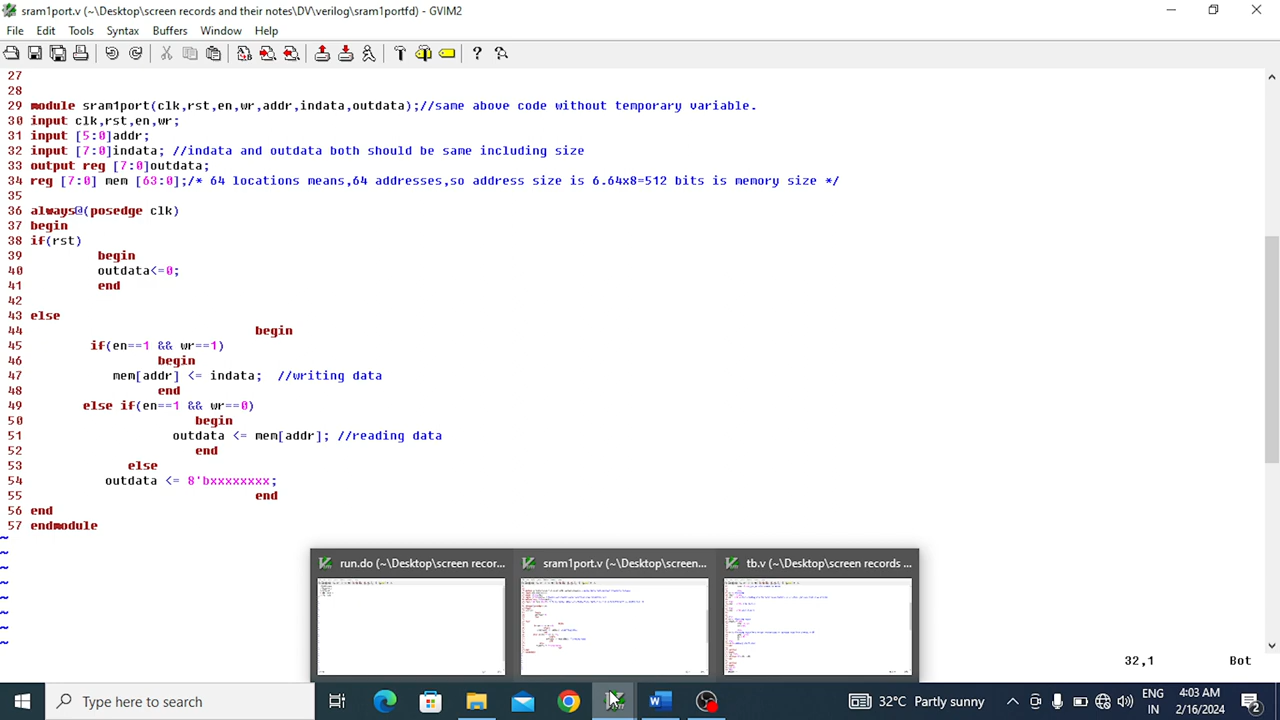 sram1port.v (~\Desktop\screen records and their notes\DV\verilog\sram1portfd) - GVIM2
File Edit Tools Syntax Buffers Window Help
27
28
29 module sram1port(clk,rst,en,wr,addr,indata,outdata);//same above code without temporary variable.
30 input clk,rst,en,wr;
31 input [5:0]addr;
32 input [7:0]indata; //indata and outdata both should be same including size
33 output reg [7:0]outdata;
34 reg [7:0] mem [63:0];/* 64 locations means,64 addresses,so address size is 6.64x8=512 bits is memory size */
35
36 always@(posedge clk)
37 begin
38 if(rst)
39 begin
40 outdata<=0;
41 end
42
43 else
44 begin
45 if(en==1 && wr==1)
46 begin
47 mem[addr] <= indata; //writing data
48 end
49 else if(en==1 && wr==0)
50 begin
51 outdata <= mem[addr]; //reading data
52 end
53 else
54 outdata <= 8'bxxxxxxxx;
55 end
56 end
57 endmodule
~
~
~
~
~
~
~
~
run.do (~\Desktop\screen recor...
sram1port.v (~\Desktop\screen...
tb.v (~\Desktop\screen records ...
32,1 Bot
Type here to search
32°C Partly sunny
ENG
IN
4:03 AM
2/16/2024
2